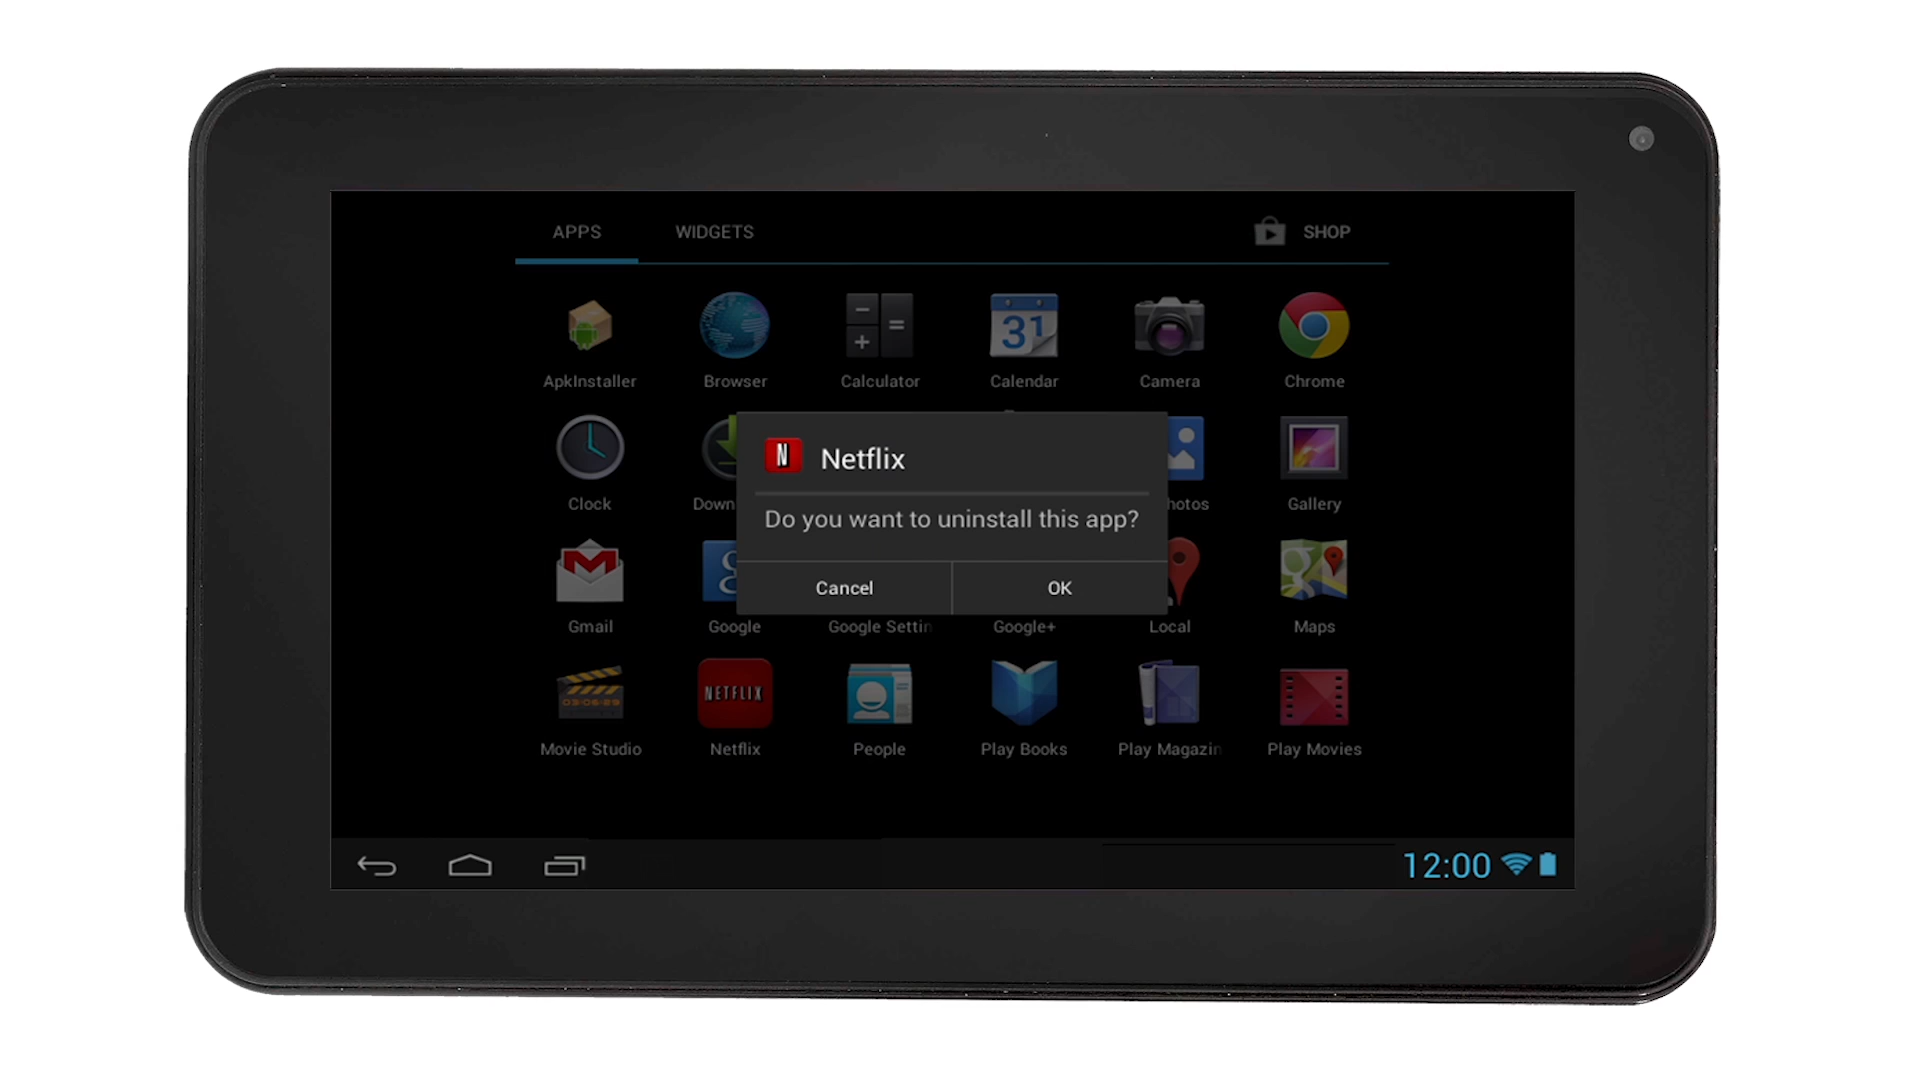 APPS WIDGETS SHOP
ApkInstaller Browser Calculator Calendar Camera Chrome
31
Netflix
Do you want to uninstall this app?
Cancel OK
Clock Down hotos Gallery
Gmail Google Google Settin Google+ Local Maps
NETFLIX
Movie Studio Netflix People Play Books Play Magazin Play Movies
12:00